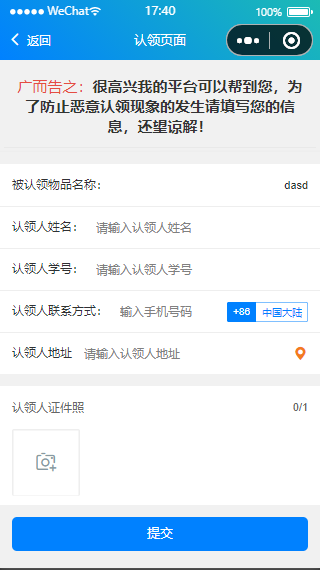 WeChat 17:40 100%
返回 认领页面
广而告之：很高兴我的平台可以帮到您，为
了防止恶意认领现象的发生请填写您的信
息，还望谅解！
被认领物品名称： dasd
认领人姓名： 请输入认领人姓名
认领人学号： 请输入认领人学号
认领人联系方式： 输入手机号码 +86 中国大陆
认领人地址 请输入认领人地址
认领人证件照 0/1
提交